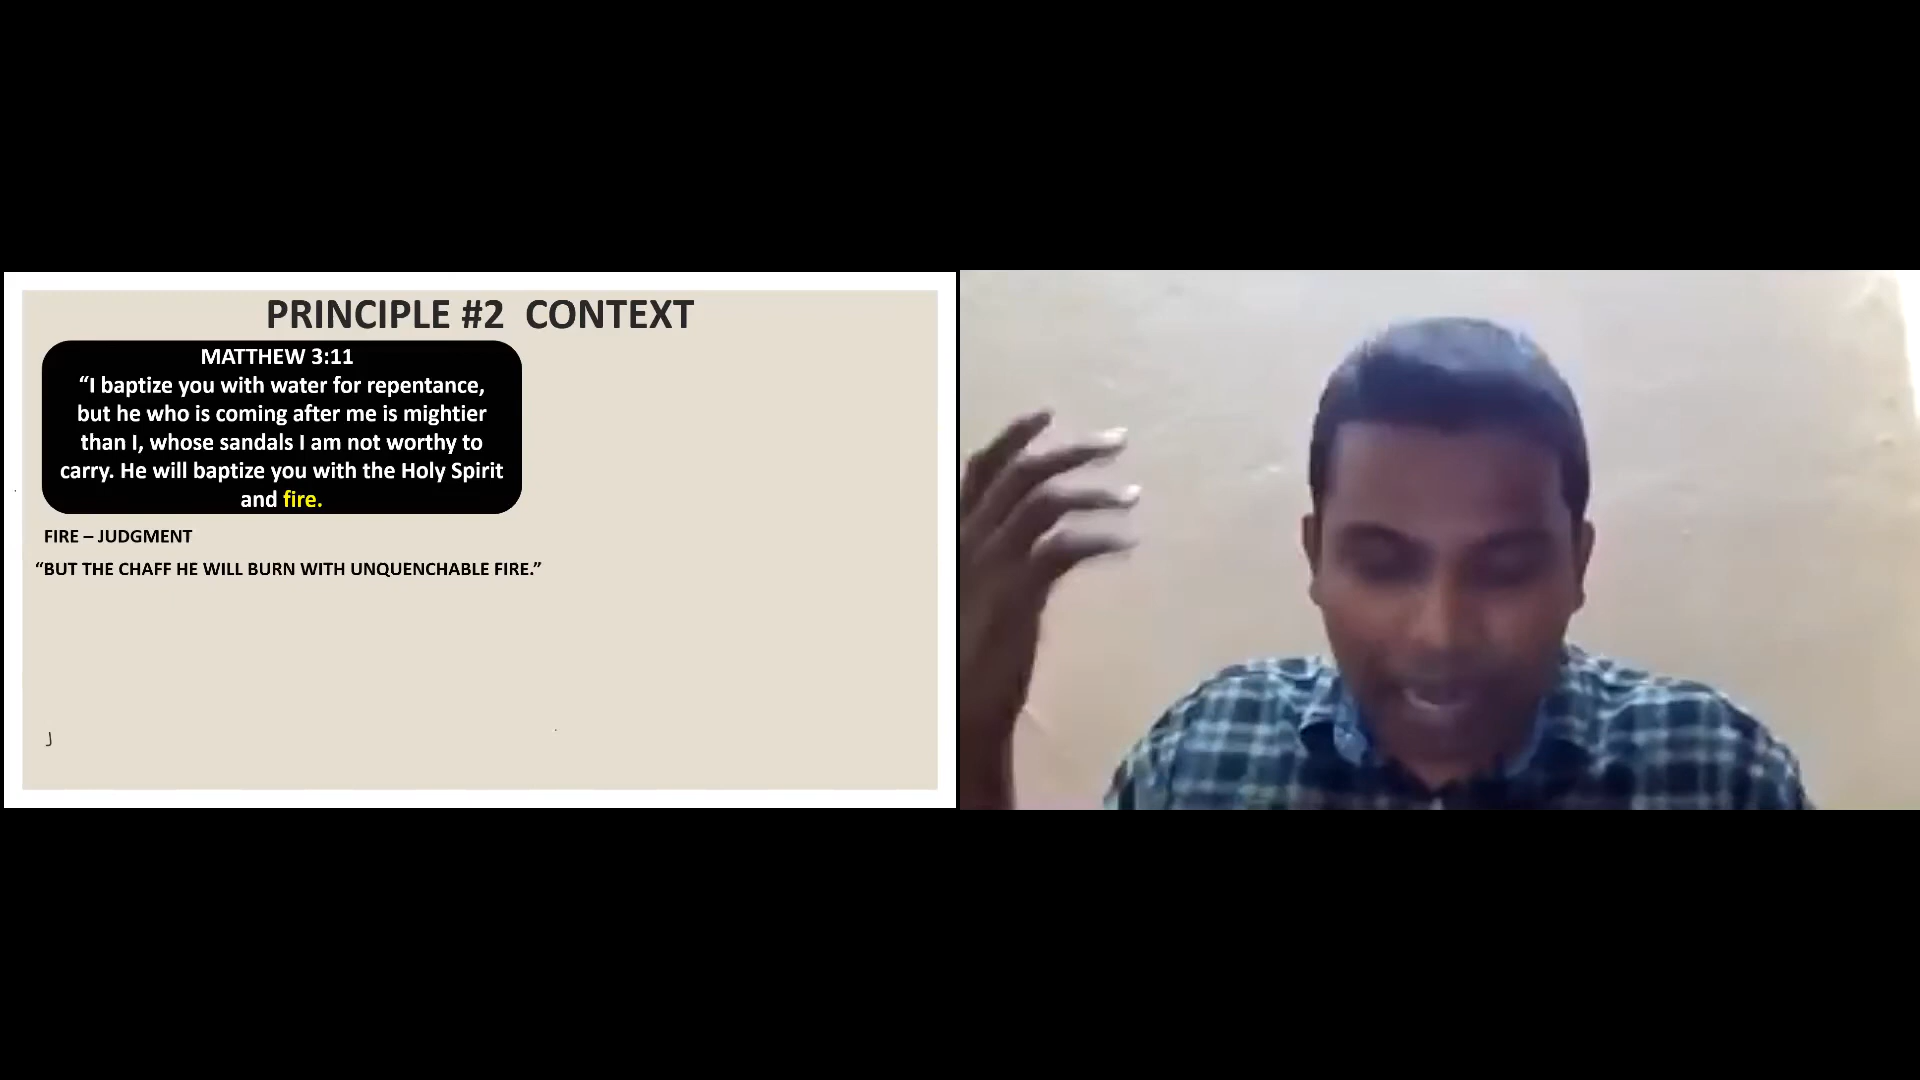 PRINCIPLE #2 CONTEXT
MATTHEW 3:11
“I baptize you with water for repentance,
but he who is coming after me is mightier
than I, whose sandals I am not worthy to
carry. He will baptize you with the Holy Spirit
and fire.
FIRE – JUDGMENT
“BUT THE CHAFF HE WILL BURN WITH UNQUENCHABLE FIRE.”